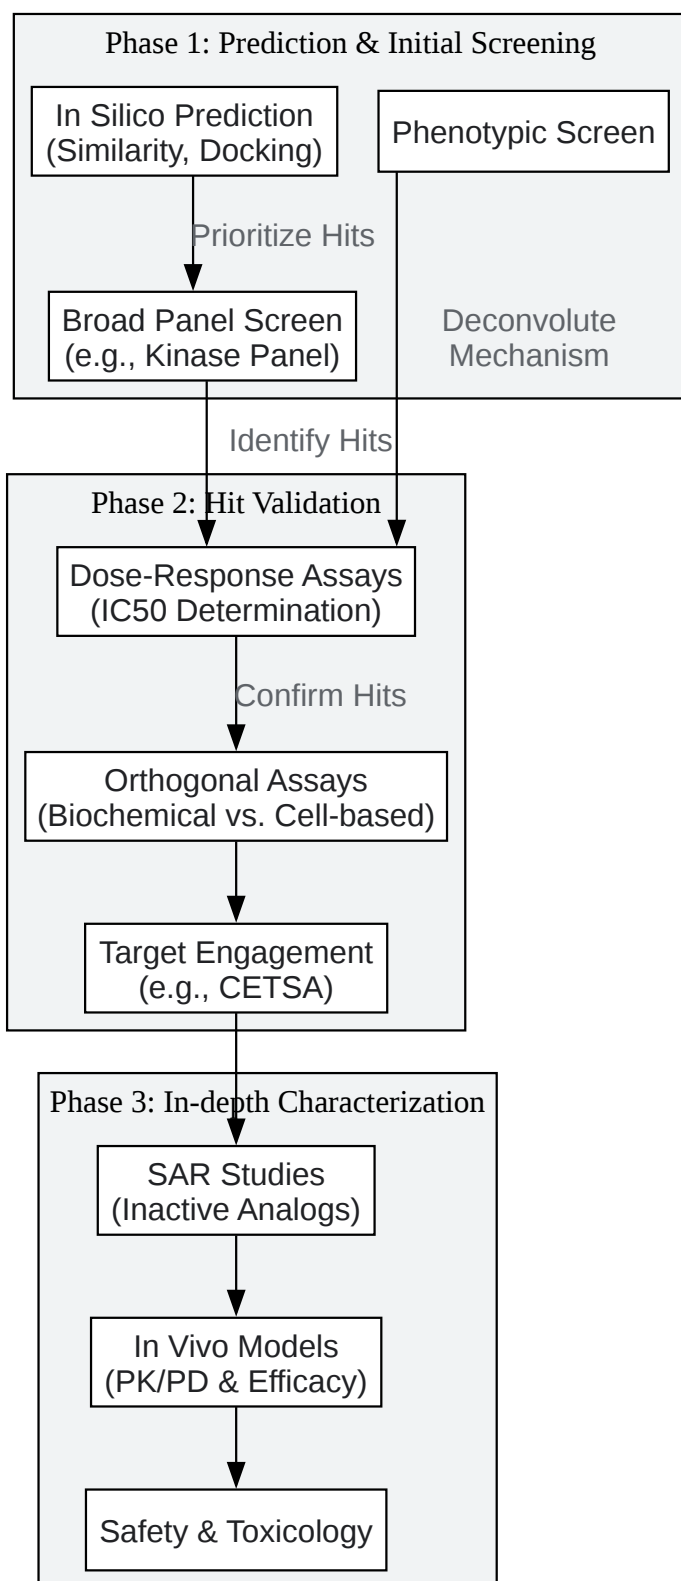 Phase 1: Prediction & Initial Screening
In Silico Prediction
(Similarity, Docking)
Phenotypic Screen
Prioritize Hits
Broad Panel Screen
(e.g., Kinase Panel)
Deconvolute
Mechanism
Identify Hits
Phase 2: Hit Validation
Dose-Response Assays
(IC50 Determination)
Confirm Hits
Orthogonal Assays
(Biochemical vs. Cell-based)
Target Engagement
(e.g., CETSA)
Phase 3: In-depth Characterization
SAR Studies
(Inactive Analogs)
In Vivo Models
(PK/PD & Efficacy)
Safety & Toxicology